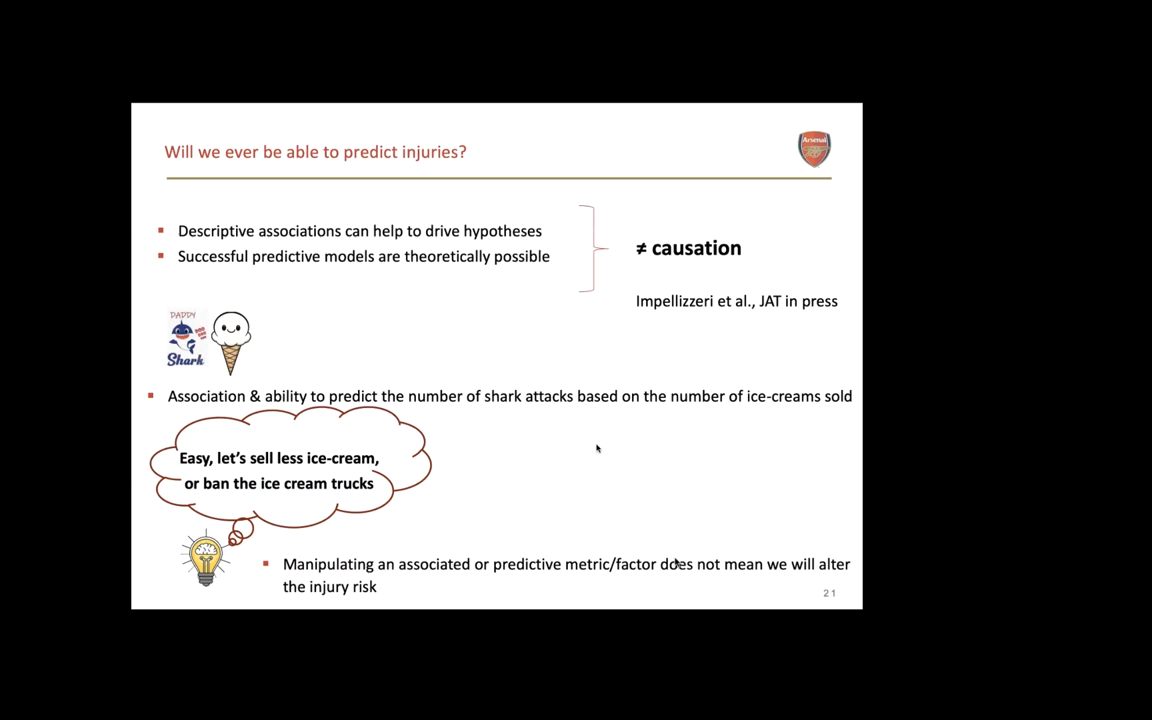 Will we ever be able to predict injuries?
Arsenal
Descriptive associations can help to drive hypotheses
Successful predictive models are theoretically possible
≠ causation
Impellizzeri et al., JAT in press
DADDY
Shark
Association & ability to predict the number of shark attacks based on the number of ice-creams sold
Easy, let's sell less ice-cream,
or ban the ice cream trucks
Manipulating an associated or predictive metric/factor does not mean we will alter
the injury risk
21